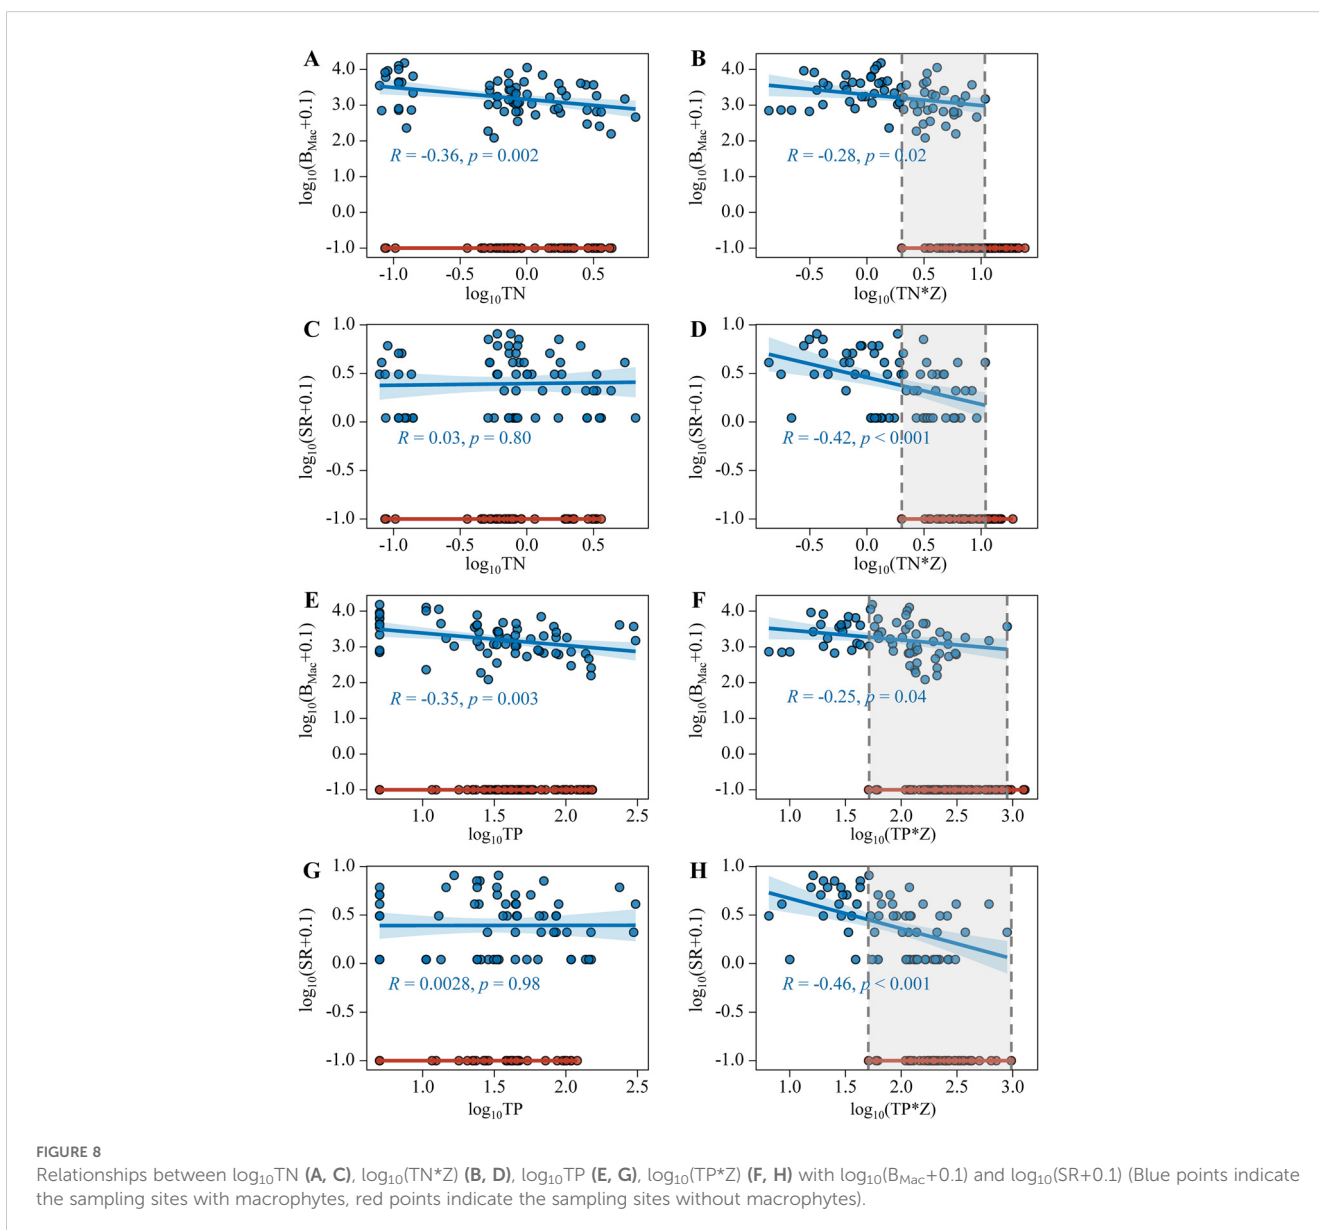 A
B
4.0
3.0
2.0
1.0
0.0
-1.0
log₁₀(B_Mac+0.1)
R = -0.36, p = 0.002
-1.0 -0.5 0.0 0.5
log₁₀TN
4.0
3.0
2.0
1.0
0.0
-1.0
log₁₀(B_Mac+0.1)
R = -0.28, p = 0.02
-0.5 0.0 0.5 1.0
log₁₀(TN*Z)
C
D
1.0
0.5
0.0
-0.5
-1.0
log₁₀(SR+0.1)
R = 0.03, p = 0.80
-1.0 -0.5 0.0 0.5
log₁₀TN
1.0
0.5
0.0
-0.5
-1.0
log₁₀(SR+0.1)
R = -0.42, p < 0.001
-0.5 0.0 0.5 1.0
log₁₀(TN*Z)
E
F
4.0
3.0
2.0
1.0
0.0
-1.0
log₁₀(B_Mac+0.1)
R = -0.35, p = 0.003
1.0 1.5 2.0 2.5
log₁₀TP
4.0
3.0
2.0
1.0
0.0
-1.0
log₁₀(B_Mac+0.1)
R = -0.25, p = 0.04
1.0 1.5 2.0 2.5 3.0
log₁₀(TP*Z)
G
H
1.0
0.5
0.0
-0.5
-1.0
log₁₀(SR+0.1)
R = 0.0028, p = 0.98
1.0 1.5 2.0 2.5
log₁₀TP
1.0
0.5
0.0
-0.5
-1.0
log₁₀(SR+0.1)
R = -0.46, p < 0.001
1.0 1.5 2.0 2.5 3.0
log₁₀(TP*Z)
FIGURE 8
Relationships between log₁₀TN (A, C), log₁₀(TN*Z) (B, D), log₁₀TP (E, G), log₁₀(TP*Z) (F, H) with log₁₀(B_Mac+0.1) and log₁₀(SR+0.1) (Blue points indicate
the sampling sites with macrophytes, red points indicate the sampling sites without macrophytes).